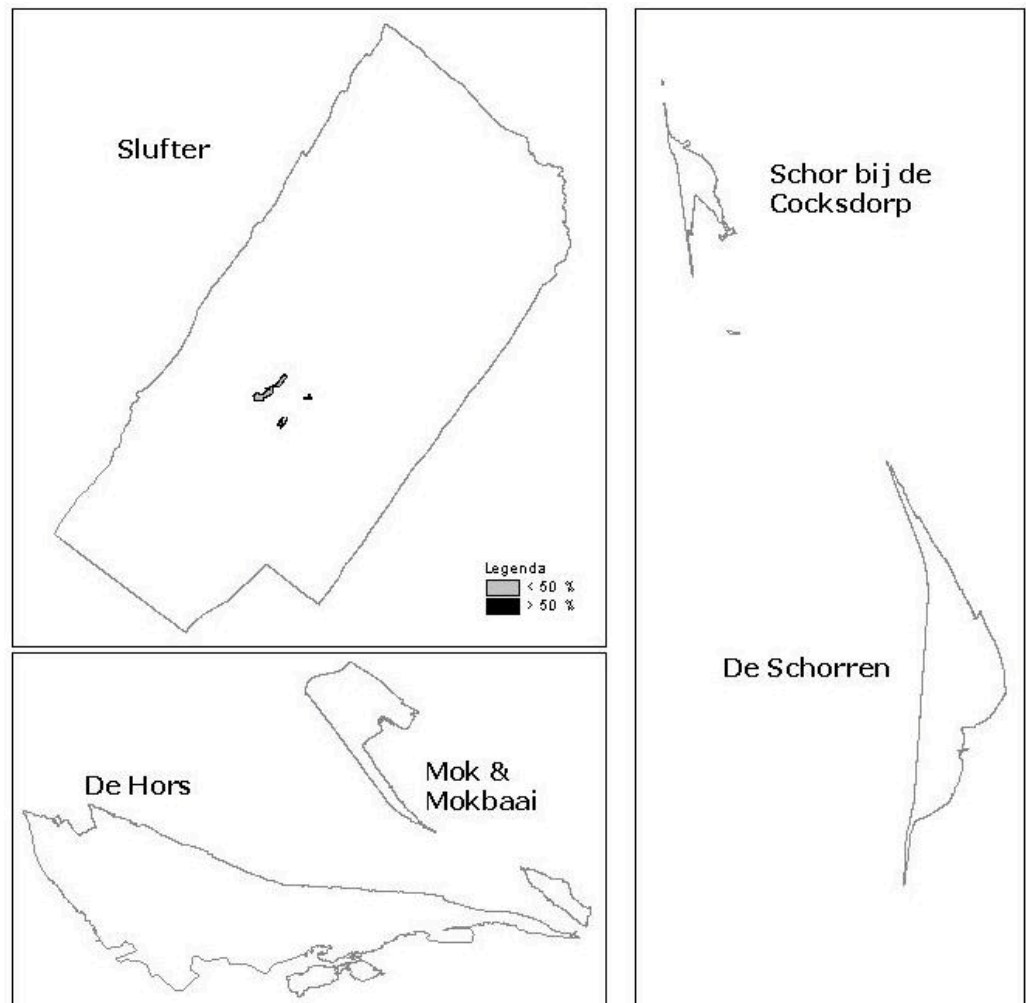 Slufter
Legenda
< 50 %
> 50 %
De Hors
Mok &
Mokbaai
Schor bij de
Cocksdorp
De Schorren